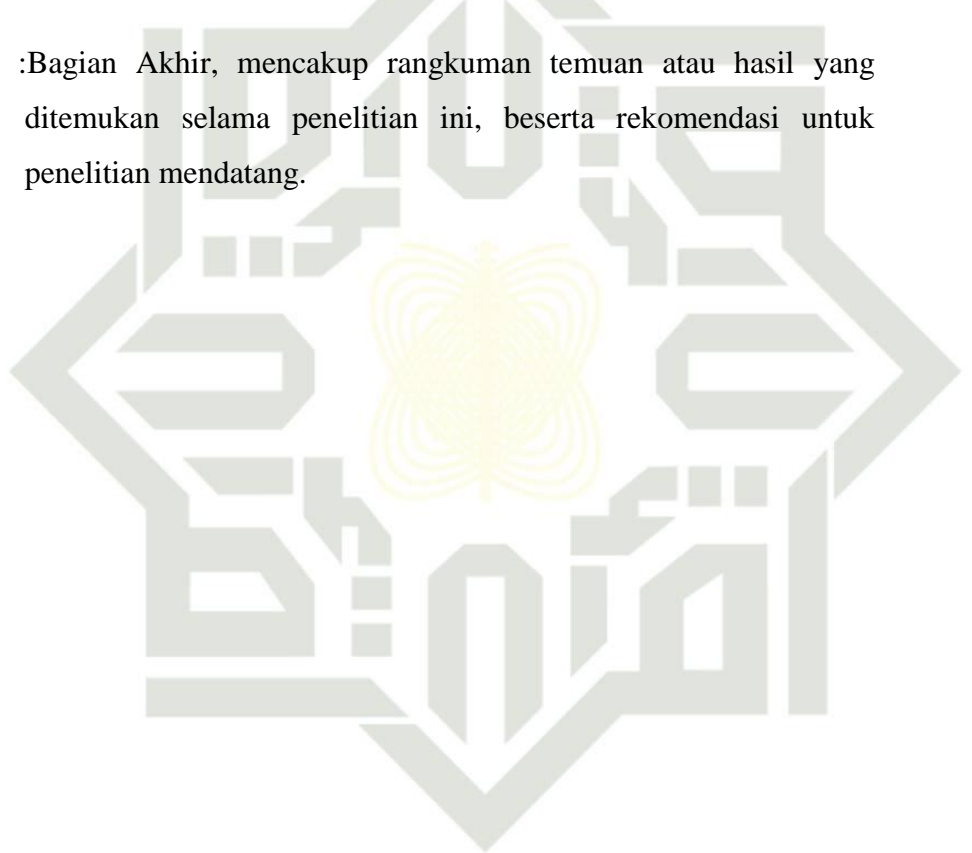 :Bagian Akhir, mencakup rangkuman temuan atau hasil yang
ditemukan selama penelitian ini, beserta rekomendasi untuk
penelitian mendatang.